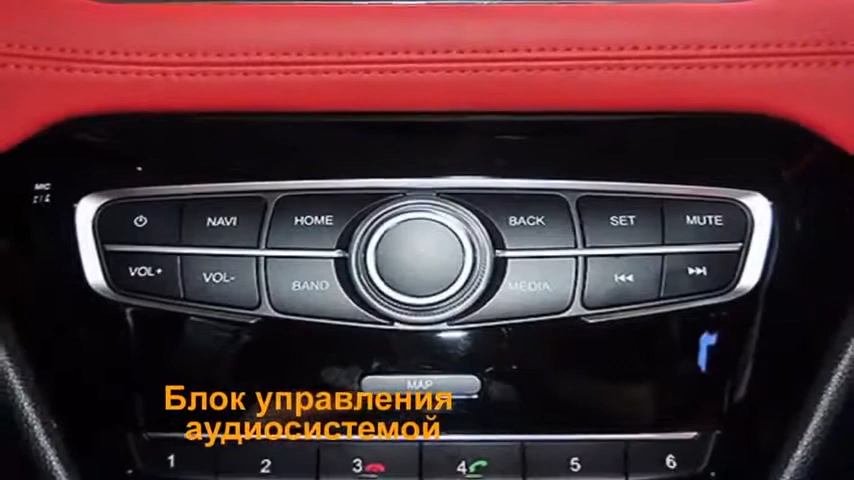 MIC
NAVI HOME BACK SET MUTE
VOL+ VOL- BAND MEDIA
MAP
Блок управления
аудиосистемой
1 2 3 4 5 6